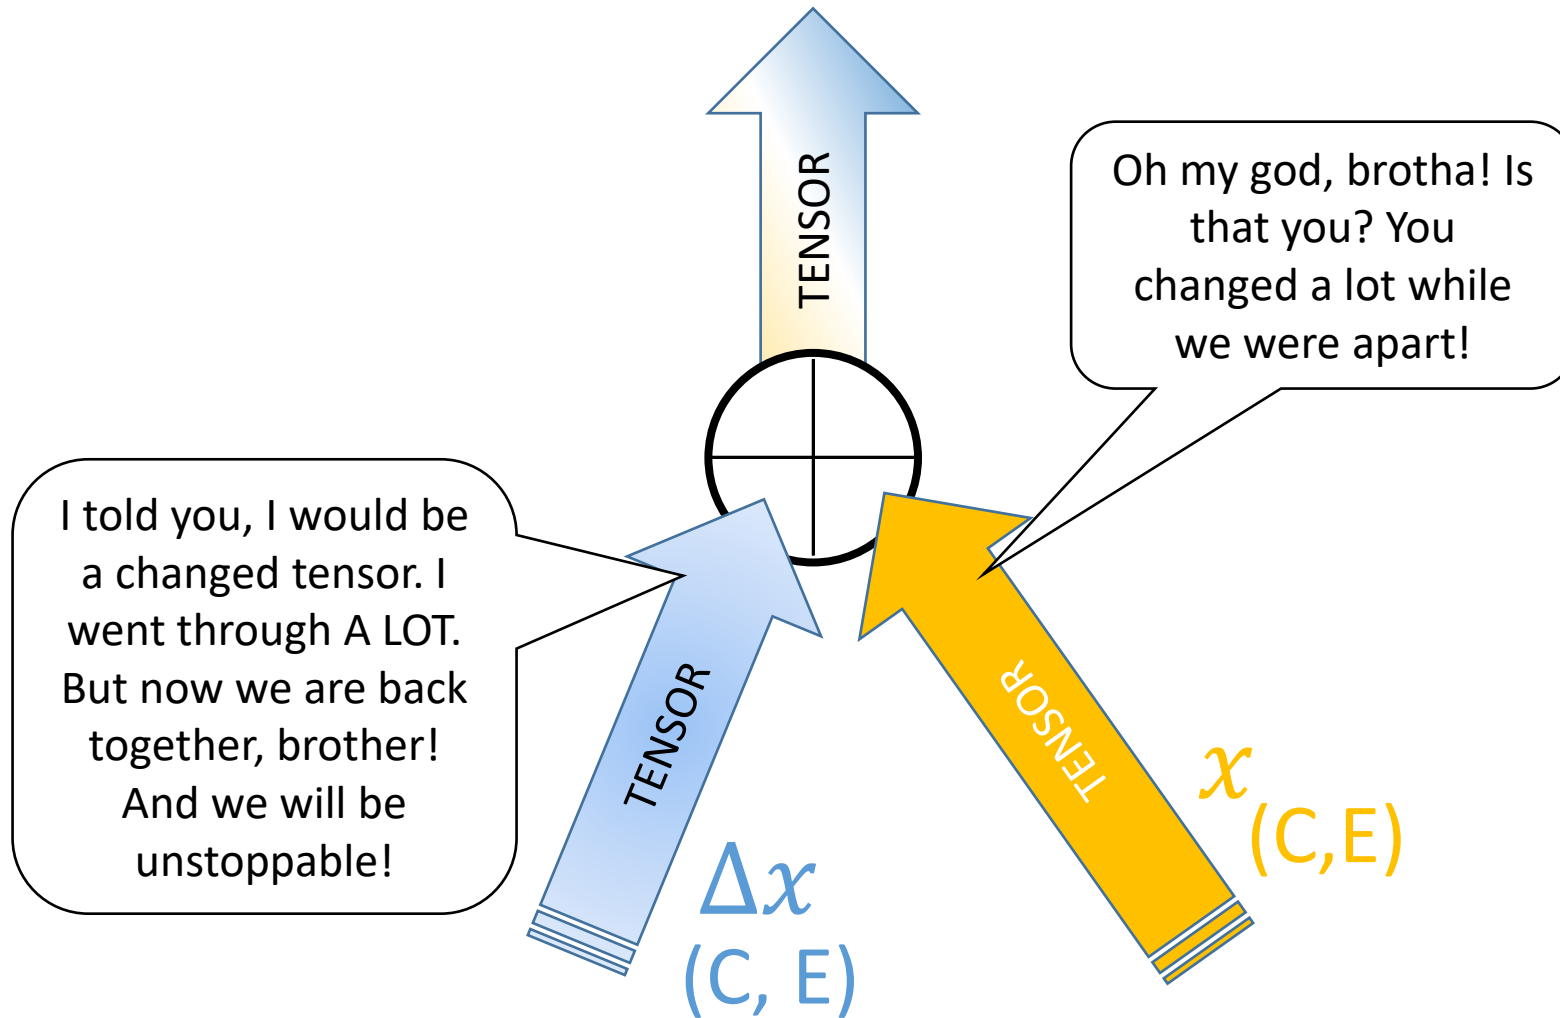 TENSOR
Oh my god, brotha! Is
that you? You
changed a lot while
we were apart!
I told you, I would be
a changed tensor. I
went through A LOT.
But now we are back
together, brother!
And we will be
unstoppable!
TENSOR
TENSOR
Δx
(C, E)
x
(C,E)